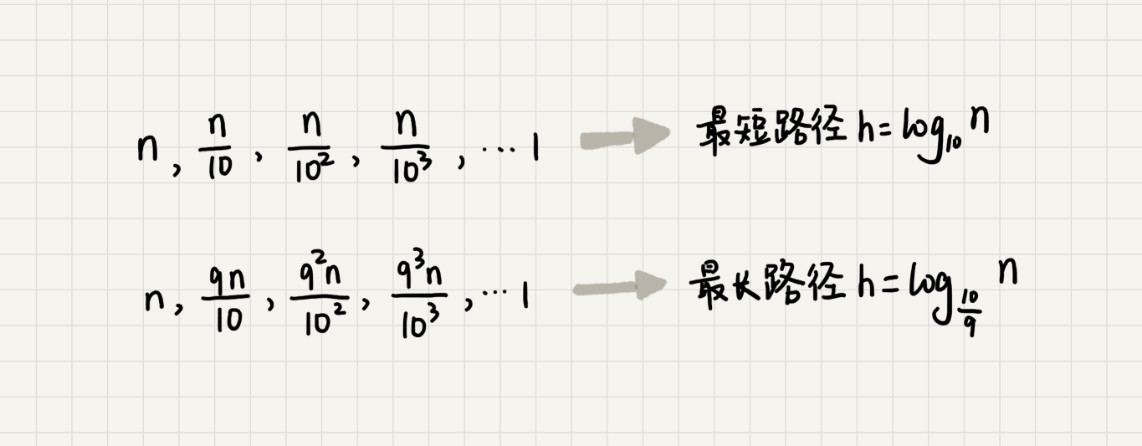 n, n/10, n/10², n/10³, ⋯ 1 → 最短路径 h = log₁₀ n
n, 9n/10, 9²n/10², 9³n/10³, ⋯ 1 → 最长路径 h = log_{10/9} n